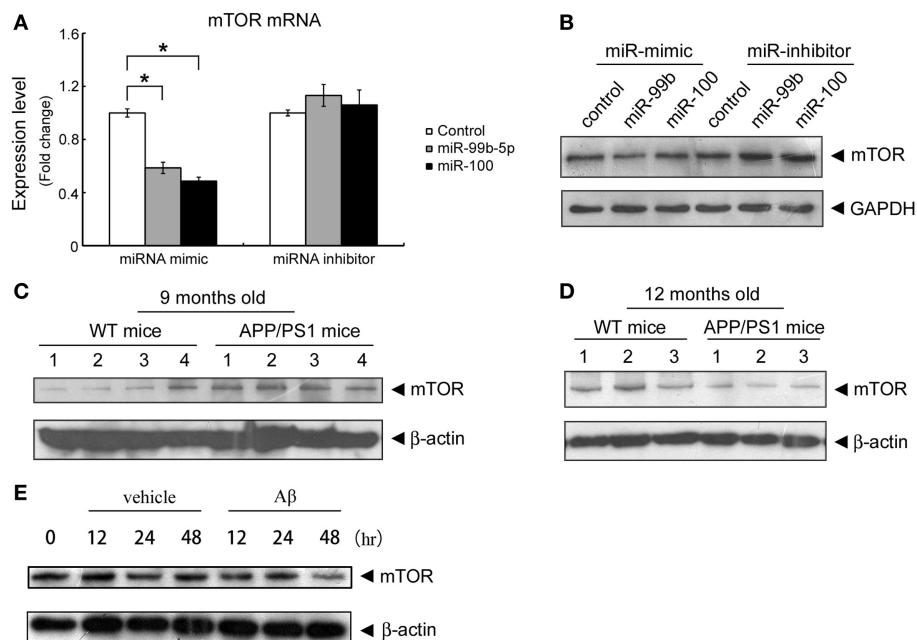 A
mTOR mRNA
Expression level
(Fold change)
1.6
1.2
0.8
0.4
0
*
*
miRNA mimic
miRNA inhibitor
Control
miR-99b-5p
miR-100
B
miR-mimic
miR-inhibitor
control miR-99b miR-100 control miR-99b miR-100
mTOR
GAPDH
C
9 months old
WT mice APP/PS1 mice
1 2 3 4 1 2 3 4
mTOR
β-actin
D
12 months old
WT mice APP/PS1 mice
1 2 3 1 2 3
mTOR
β-actin
E
vehicle Aβ
0 12 24 48 12 24 48 (hr)
mTOR
β-actin